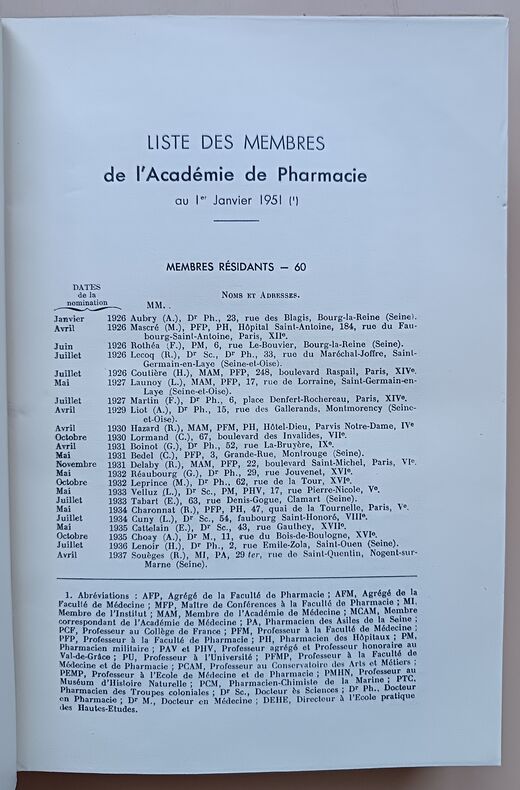 LISTE DES MEMBRES
de l'Académie de Pharmacie
au 1er Janvier 1951 (1)
MEMBRES RÉSIDANTS — 60
DATES
de la
nomination
NOMS ET ADRESSES.
MM.
Janvier 1926 Aubry (A.), Dr Ph., 23, rue des Blagis, Bourg-la-Reine (Seine).
Avril 1926 Mascré (M.), PFP, PH, Hôpital Saint-Antoine, 184, rue du Fau-
bourg-Saint-Antoine, Paris, XIIe.
Juin 1926 Rothéa (F.), PM, 6, rue Le-Bouvier, Bourg-la-Reine (Seine).
Juillet 1926 Lecoq (R.), Dr Sc., Dr Ph., 33, rue du Maréchal-Joffre, Saint-
Germain-en-Laye (Seine-et-Oise).
Juillet 1926 Coutière (H.), MAM, PFP, 248, boulevard Raspail, Paris, XIVe.
Mai 1927 Launoy (L.), MAM, PFP, 17, rue de Lorraine, Saint-Germain-en-
Laye (Seine-et-Oise).
Juillet 1927 Martin (F.), Dr Ph., 6, place Denfert-Rochereau, Paris, XIVe.
Avril 1929 Liot (A.), Dr Ph., 15, rue des Gallerands, Montmorency (Seine-
et-Oise).
Avril 1930 Hazard (R.), MAM, PFM, PH, Hôtel-Dieu, Parvis Notre-Dame, IVe
Octobre 1930 Lormand (C.), 67, boulevard des Invalides, VIIe.
Avril 1931 Boinot (G.), Dr Ph., 52, rue La-Bruyère, IXe.
Mai 1931 Bedel (C.), PFP, 3, Grande-Rue, Montrouge (Seine).
Novembre 1931 Delaby (R.), MAM, PFP, 22, boulevard Saint-Michel, Paris, VIe.
Mai 1932 Réaubourg (G.), Dr Ph., 29, rue Jouvenet, XVIe.
Octobre 1932 Leprince (M.), Dr Ph., 62, rue de la Tour, XVIe.
Mai 1933 Velluz (L.), Dr Sc., PM, PHV, 17, rue Pierre-Nicole, Ve.
Juillet 1933 Tabart (E.), 63, rue Denis-Gogue, Clamart (Seine).
Mai 1934 Charonnat (R.), PFP, PH, 47, quai de la Tournelle, Paris, Ve.
Juillet 1934 Cuny (L.), Dr Sc., 54, faubourg Saint-Honoré, VIIIe.
Mai 1935 Cattelain (E.), Dr Sc., 43, rue Gauthey, XVIIe.
Octobre 1935 Choay (A.), Dr M., 11, rue du Bois-de-Boulogne, XVIe.
Juillet 1936 Lenoir (H.), Dr Ph., 2, rue Emile-Zola, Saint-Ouen (Seine).
Avril 1937 Souèges (R.), MI, PA, 29 ter, rue de Saint-Quentin, Nogent-sur-
Marne (Seine).
1. Abréviations : AFP, Agrégé de la Faculté de Pharmacie ; AFM, Agrégé de la
Faculté de Médecine ; MFP, Maître de Conférences à la Faculté de Pharmacie ; MI,
Membre de l'Institut ; MAM, Membre de l'Académie de Médecine ; MCAM, Membre
correspondant de l'Académie de Médecine ; PA, Pharmacien des Asiles de la Seine ;
PCF, Professeur au Collège de France ; PFM, Professeur à la Faculté de Médecine ;
PFP, Professeur à la Faculté de Pharmacie ; PH, Pharmacien des Hôpitaux ; PM,
Pharmacien militaire ; PAV et PHV, Professeur agrégé et Professeur honoraire au
Val-de-Grâce ; PU, Professeur à l'Université ; PFMP, Professeur à la Faculté de
Médecine et de Pharmacie ; PCAM, Professeur au Conservatoire des Arts et Métiers ;
PEMP, Professeur à l'Ecole de Médecine et de Pharmacie ; PMHN, Professeur au
Muséum d'Histoire Naturelle ; PCM, Pharmacien-Chimiste de la Marine ; PTC,
Pharmacien des Troupes coloniales ; Dr Sc., Docteur ès Sciences ; Dr Ph., Docteur
en Pharmacie ; Dr M., Docteur en Médecine ; DEHE, Directeur à l'Ecole pratique
des Hautes-Etudes.